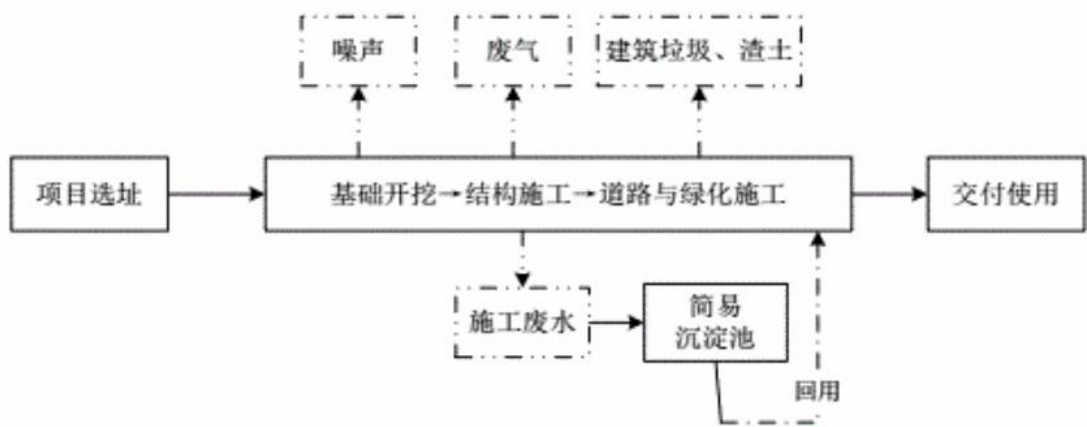 噪声
废气
建筑垃圾、渣土
项目选址
基础开挖→结构施工→道路与绿化施工
交付使用
施工废水
简易
沉淀池
回用